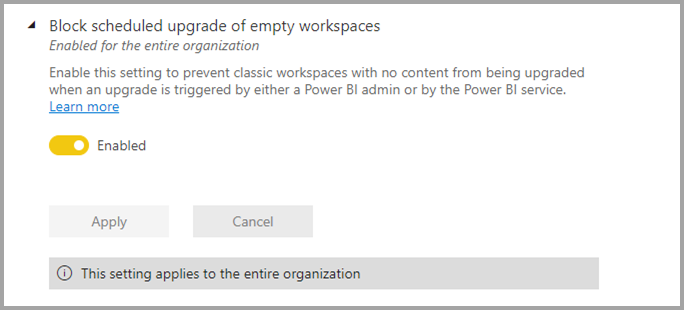 Block scheduled upgrade of empty workspaces
Enabled for the entire organization
Enable this setting to prevent classic workspaces with no content from being upgraded
when an upgrade is triggered by either a Power BI admin or by the Power BI service.
Learn more
Enabled
Apply Cancel
This setting applies to the entire organization